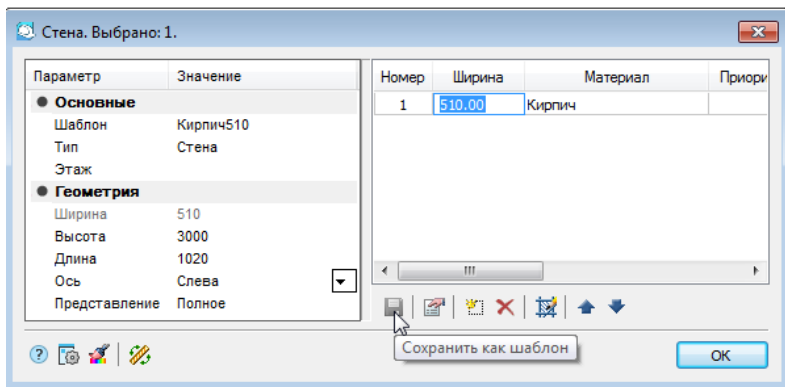 Стена. Выбрано: 1.
Параметр Значение
Основные
Шаблон Кирпич510
Тип Стена
Этаж
Геометрия
Ширина 510
Высота 3000
Длина 1020
Ось Слева
Представление Полное
Номер Ширина Материал Приори
1 510.00 Кирпич
Сохранить как шаблон
OK